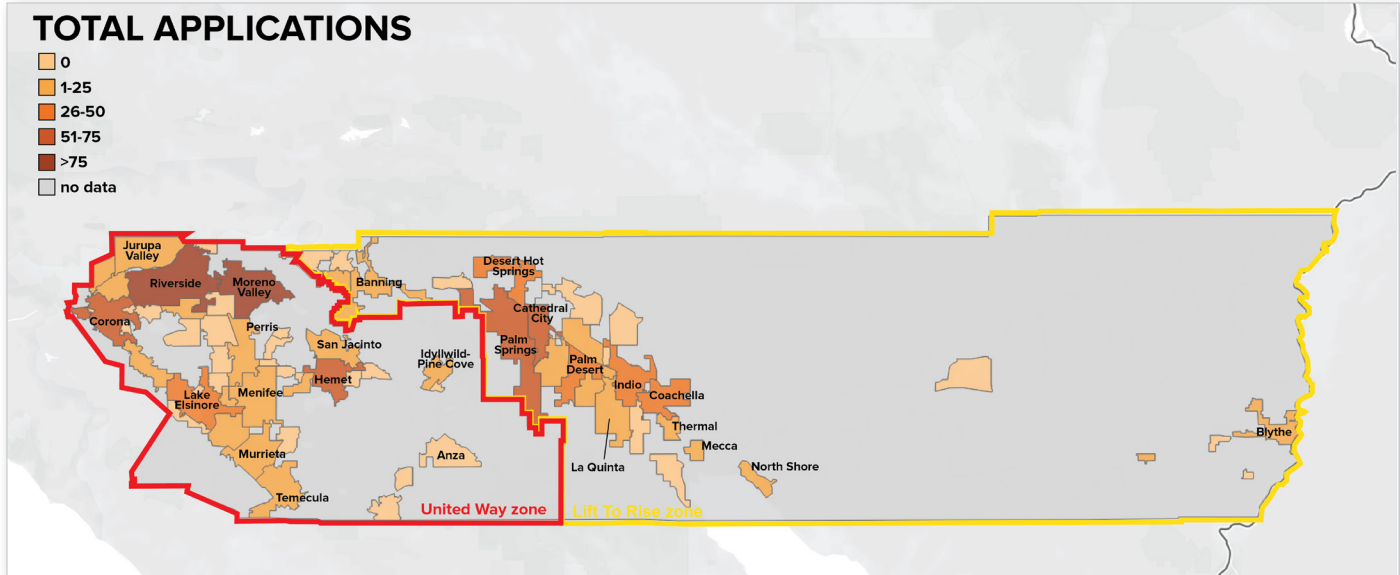 TOTAL APPLICATIONS
0
1-25
26-50
51-75
>75
no data
Jurupa
Valley
Riverside
Moreno
Valley
Corona
Perris
San Jacinto
Hemet
Lake
Elsinore
Menifee
Murrieta
Temecula
Idyllwild-
Pine Cove
Anza
Banning
Desert Hot
Springs
Cathedral
City
Palm
Springs
Palm
Desert
Indio
Coachella
Thermal
Mecca
La Quinta
North Shore
Blythe
United Way zone
Lift To Rise zone